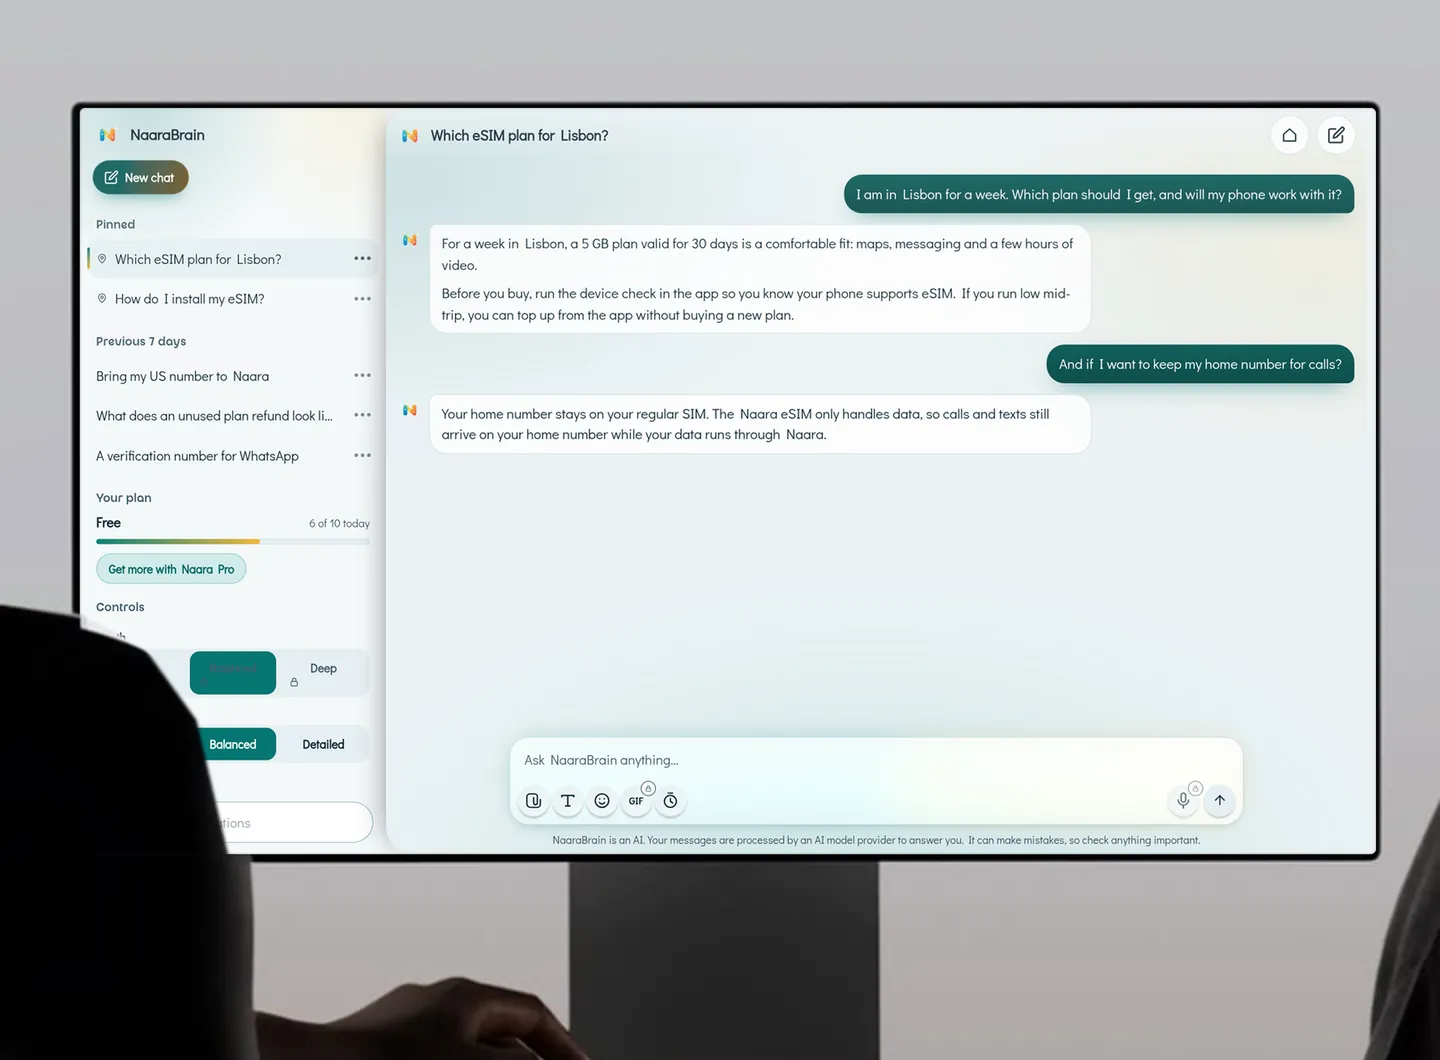 NaaraBrain
New chat
Pinned
Which eSIM plan for Lisbon?
How do I install my eSIM?
Previous 7 days
Bring my US number to Naara
What does an unused plan refund look li...
A verification number for WhatsApp
Your plan
Free
6 of 10 today
Get more with Naara Pro
Controls
Deep
Balanced
Detailed
Which eSIM plan for Lisbon?
I am in Lisbon for a week. Which plan should I get, and will my phone work with it?
For a week in Lisbon, a 5 GB plan valid for 30 days is a comfortable fit: maps, messaging and a few hours of
video.
Before you buy, run the device check in the app so you know your phone supports eSIM. If you run low mid-
trip, you can top up from the app without buying a new plan.
And if I want to keep my home number for calls?
Your home number stays on your regular SIM. The Naara eSIM only handles data, so calls and texts still
arrive on your home number while your data runs through Naara.
Ask NaaraBrain anything...
GIF
NaaraBrain is an AI. Your messages are processed by an AI model provider to answer you. It can make mistakes, so check anything important.